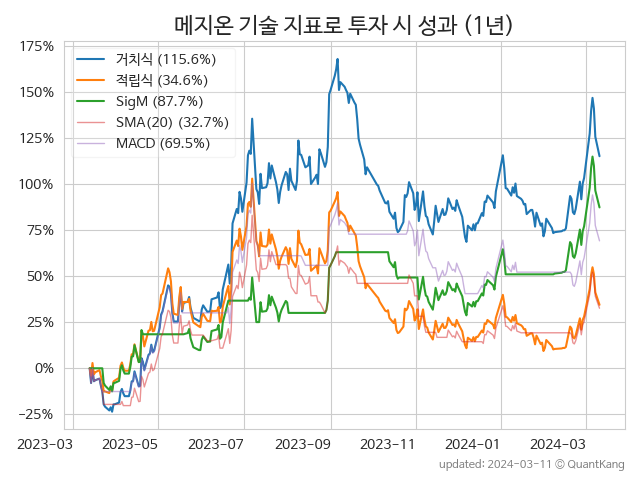 메지온 기술 지표로 투자 시 성과 (1년)
175%
150%
125%
100%
75%
50%
25%
0%
−25%
거치식 (115.6%)
적립식 (34.6%)
SigM (87.7%)
SMA(20) (32.7%)
MACD (69.5%)
2023-03 2023-05 2023-07 2023-09 2023-11 2024-01 2024-03
updated: 2024-03-11 © QuantKang